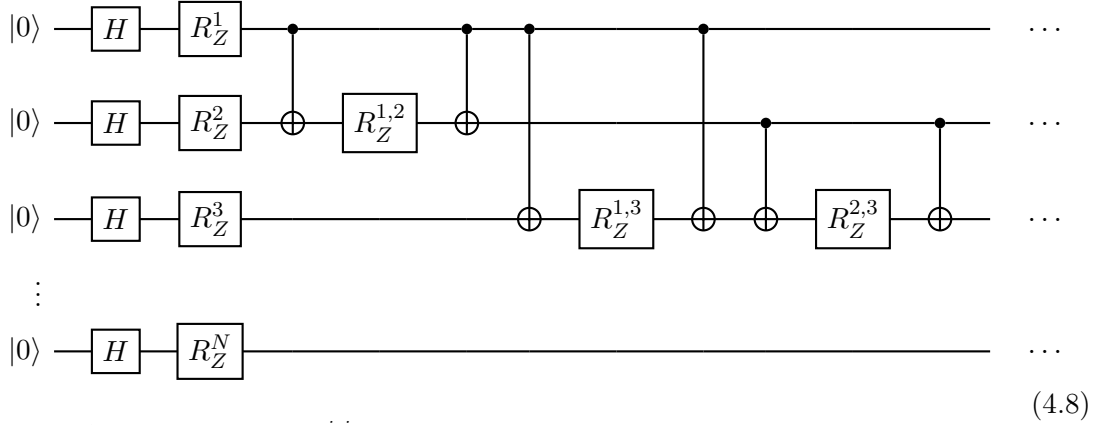 |0⟩ H R_Z^1 ...
|0⟩ H R_Z^2 R_Z^{1,2} ...
|0⟩ H R_Z^3 R_Z^{1,3} R_Z^{2,3} ...
⋮
|0⟩ H R_Z^N ...
(4.8)